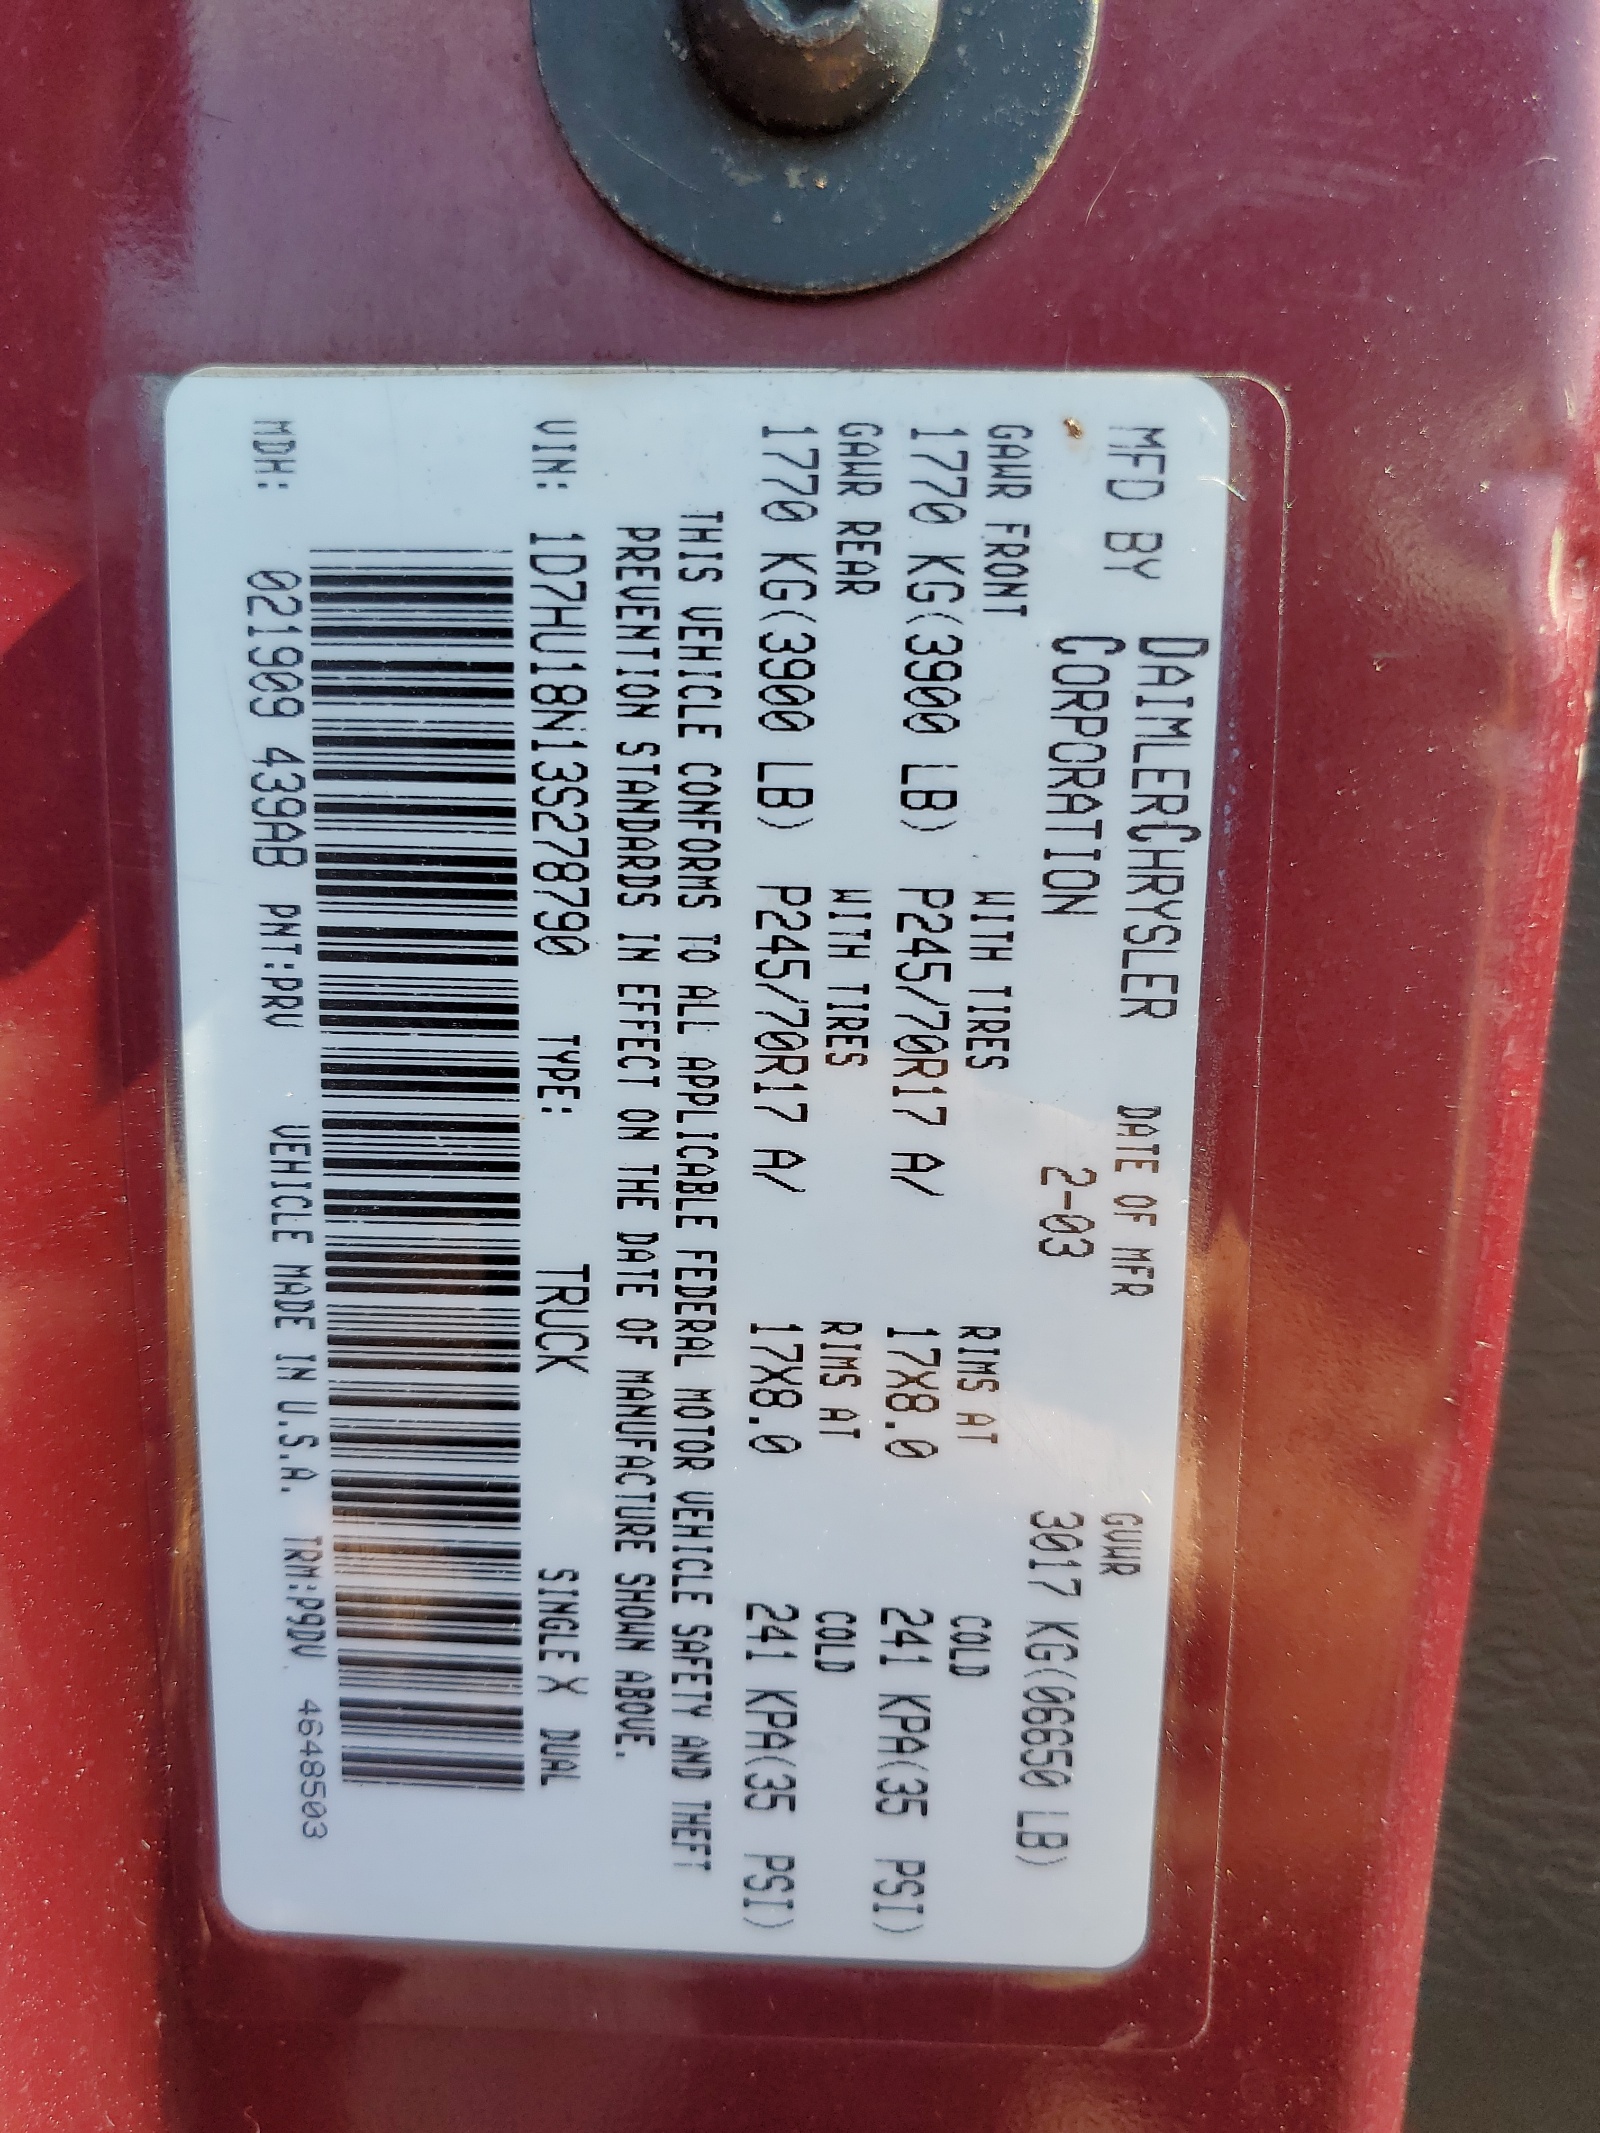 MFD BY DAIMLERCHRYSLER CORPORATION DATE OF MFR 2-03 GVWR 3017 KG(06650 LB)
GAWR FRONT WITH TIRES RIMS AT COLD
1770 KG(3900 LB) P245/70R17 A/ 17X8.0 241 KPA(35 PSI)
GAWR REAR WITH TIRES RIMS AT COLD
1770 KG(3900 LB) P245/70R17 A/ 17X8.0 241 KPA(35 PSI)
THIS VEHICLE CONFORMS TO ALL APPLICABLE FEDERAL MOTOR VEHICLE SAFETY AND THEFT
PREVENTION STANDARDS IN EFFECT ON THE DATE OF MANUFACTURE SHOWN ABOVE.
VIN: 1D7HU18N13S278790 TYPE: TRUCK SINGLE X DUAL
MDH: 021909 439AB PNT:PRV VEHICLE MADE IN U.S.A. TRM:P9DV 4648503